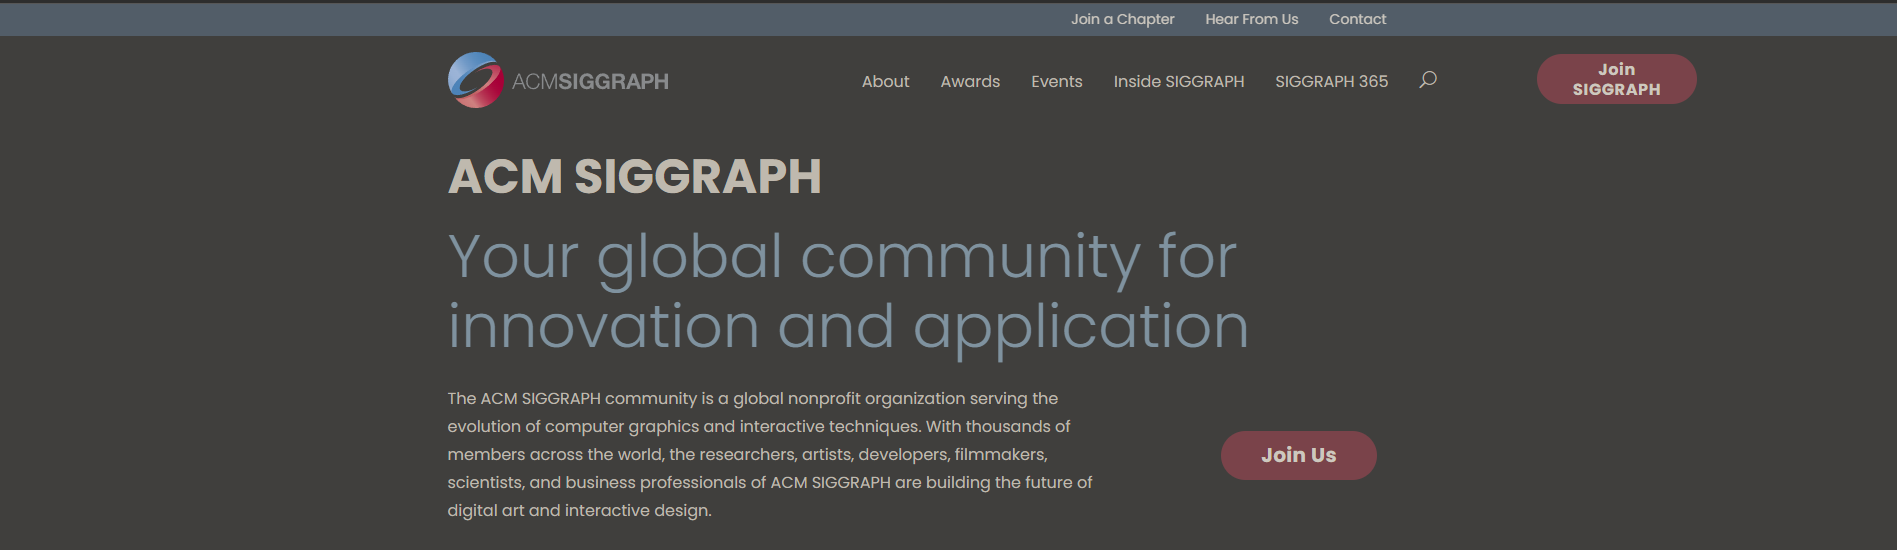 Join a Chapter Hear From Us Contact
ACMSIGGRAPH
About Awards Events Inside SIGGRAPH SIGGRAPH 365
Join
SIGGRAPH
ACM SIGGRAPH
Your global community for
innovation and application
The ACM SIGGRAPH community is a global nonprofit organization serving the
evolution of computer graphics and interactive techniques. With thousands of
members across the world, the researchers, artists, developers, filmmakers,
scientists, and business professionals of ACM SIGGRAPH are building the future of
digital art and interactive design.
Join Us